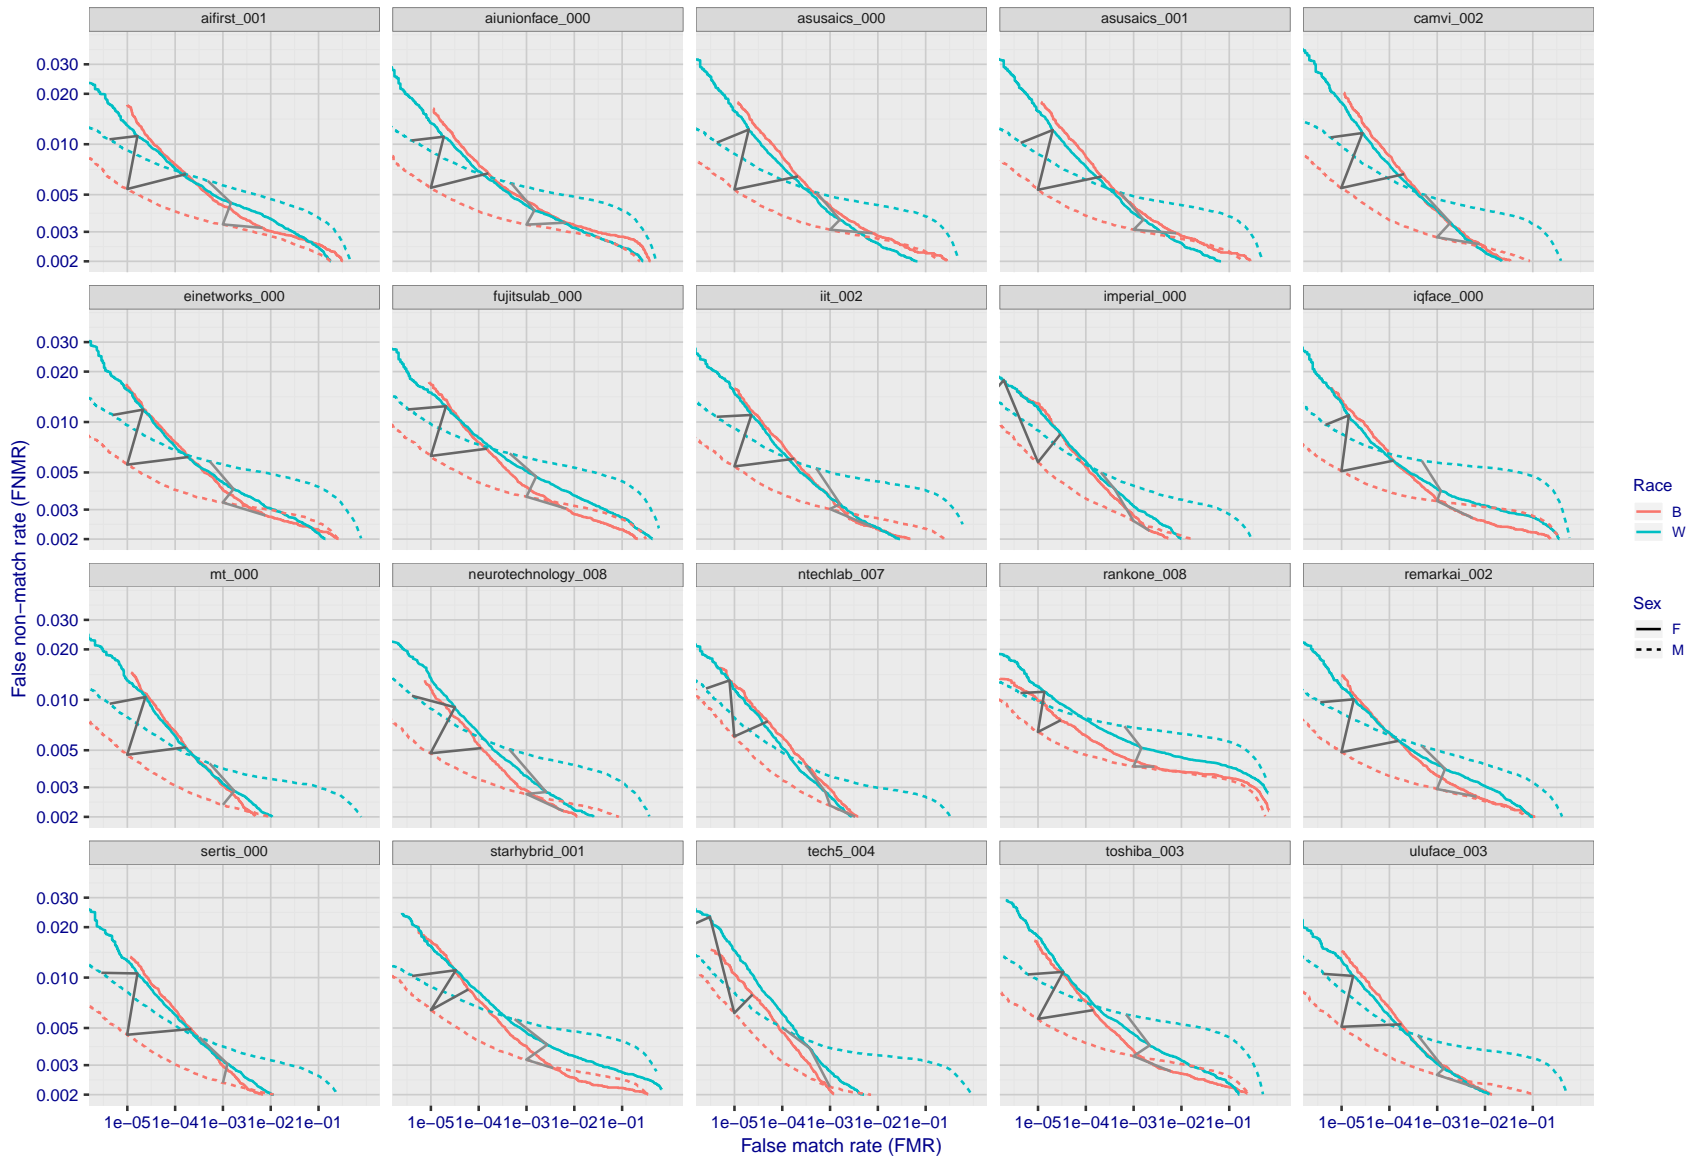 aifirst_001 aiunionface_000 asusaics_000 asusaics_001 camvi_002
0.030
0.020
0.010
0.005
0.003
0.002
einetworks_000 fujitsulab_000 iit_002 imperial_000 iqface_000
0.030
0.020
0.010
0.005
0.003
0.002
mt_000 neurotechnology_008 ntechlab_007 rankone_008 remarkai_002
0.030
0.020
0.010
0.005
0.003
0.002
sertis_000 starhybrid_001 tech5_004 toshiba_003 uluface_003
0.030
0.020
0.010
0.005
0.003
0.002
1e−051e−041e−031e−021e−01 1e−051e−041e−031e−021e−01 1e−051e−041e−031e−021e−01 1e−051e−041e−031e−021e−01 1e−051e−041e−031e−021e−01
False match rate (FMR)
False non−match rate (FNMR)
Race
B
W
Sex
F
M